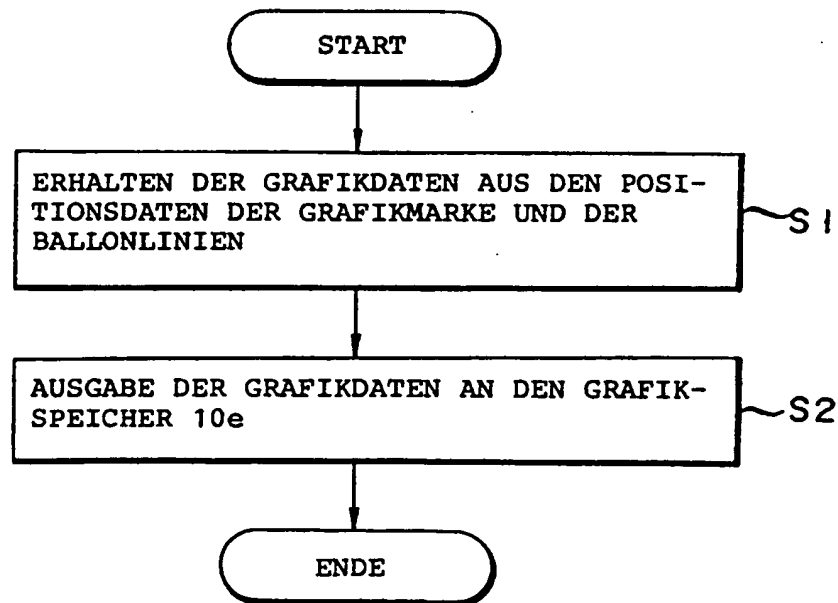 START
ERHALTEN DER GRAFIKDATEN AUS DEN POSI-
TIONSDATEN DER GRAFIKMARKE UND DER
BALLONLINIEN
S1
AUSGABE DER GRAFIKDATEN AN DEN GRAFIK-
SPEICHER 10e
S2
ENDE